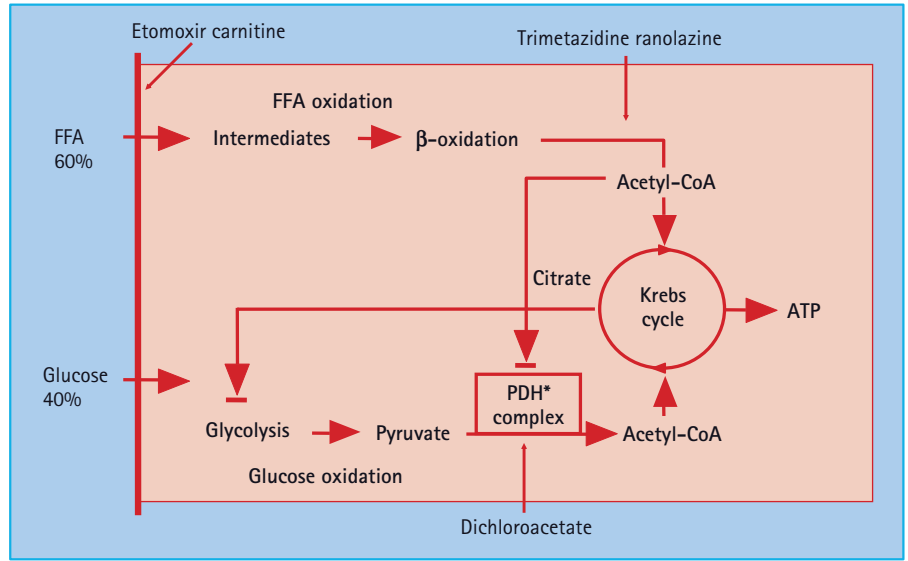 Etomoxir carnitine
Trimetazidine ranolazine
FFA oxidation
FFA
60%
Intermediates
β-oxidation
Acetyl-CoA
Citrate
Krebs
cycle
ATP
Glucose
40%
PDH*
complex
Glycolysis
Pyruvate
Acetyl-CoA
Glucose oxidation
Dichloroacetate